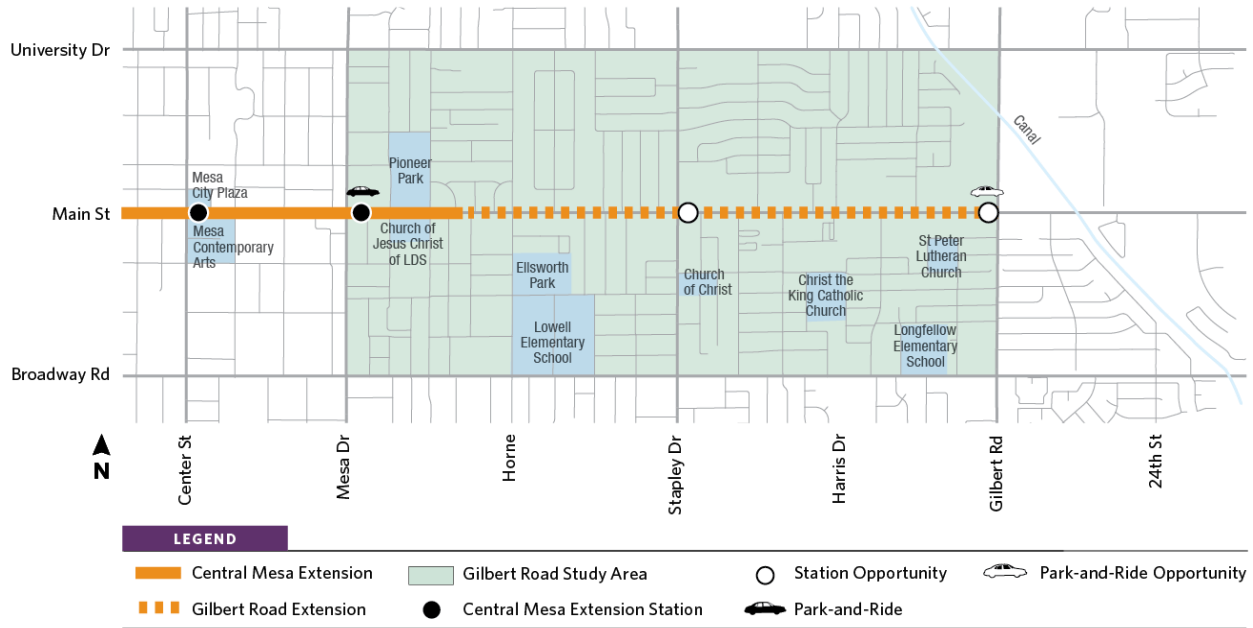 University Dr
Canal
Pioneer
Park
Mesa
City Plaza
Main St
Mesa
Contemporary
Arts
Church of
Jesus Christ
of LDS
St Peter
Lutheran
Church
Ellsworth
Park
Church
of Christ
Christ the
King Catholic
Church
Lowell
Elementary
School
Longfellow
Elementary
School
Broadway Rd
N
Center St
Mesa Dr
Horne
Stapley Dr
Harris Dr
Gilbert Rd
24th St
LEGEND
Central Mesa Extension
Gilbert Road Study Area
Station Opportunity
Park-and-Ride Opportunity
Gilbert Road Extension
Central Mesa Extension Station
Park-and-Ride